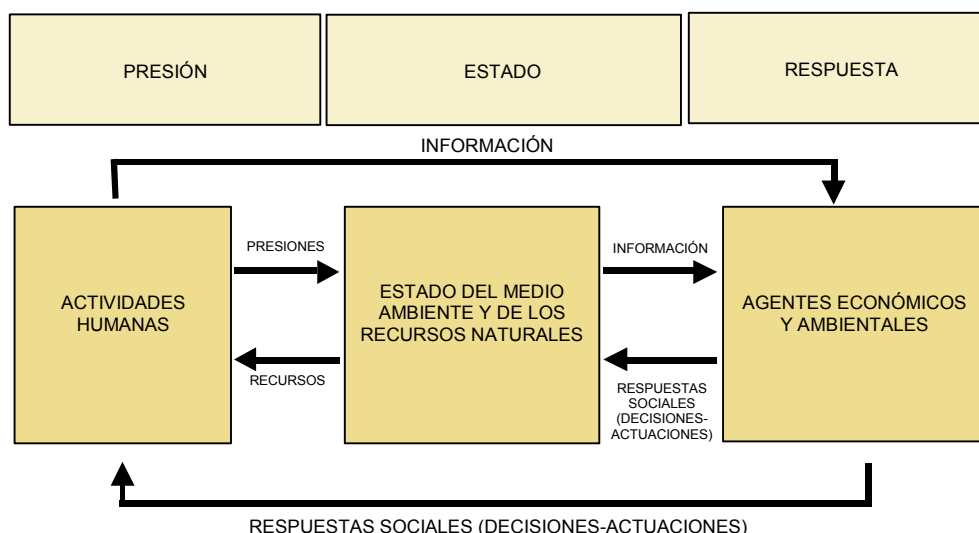 PRESIÓN
ESTADO
RESPUESTA
INFORMACIÓN
PRESIONES
INFORMACIÓN
ACTIVIDADES
HUMANAS
ESTADO DEL MEDIO
AMBIENTE Y DE LOS
RECURSOS NATURALES
AGENTES ECONÓMICOS
Y AMBIENTALES
RECURSOS
RESPUESTAS
SOCIALES
(DECISIONES-
ACTUACIONES)
RESPUESTAS SOCIALES (DECISIONES-ACTUACIONES)